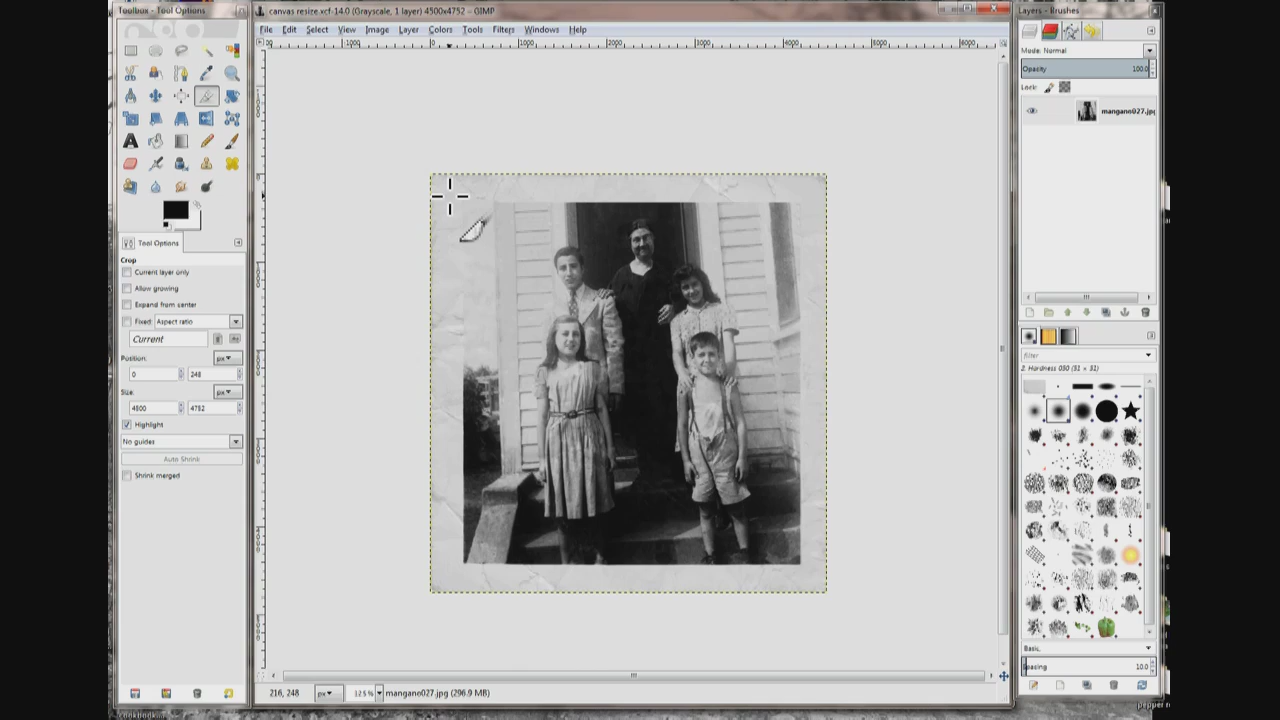 Toolbox - Tool Options
canvas resize.xcf-14.0 (Grayscale, 1 layer) 4500x4752 – GIMP
Layers - Brushes
File Edit Select View Image Layer Colors Tools Filters Windows Help
Mode: Normal
Opacity 100.0
Lock:
mangano027.jpg
Tool Options
Crop
Current layer only
Allow growing
Expand from center
Fixed: Aspect ratio
Current
Position: px
0 248
Size: px
4500 4752
Highlight
No guides
Auto Shrink
Shrink merged
filter
2. Hardness 050 (51 × 51)
Basic,
Spacing 10.0
216, 248 px 12.5% mangano027.jpg (296.9 MB)
pepper r